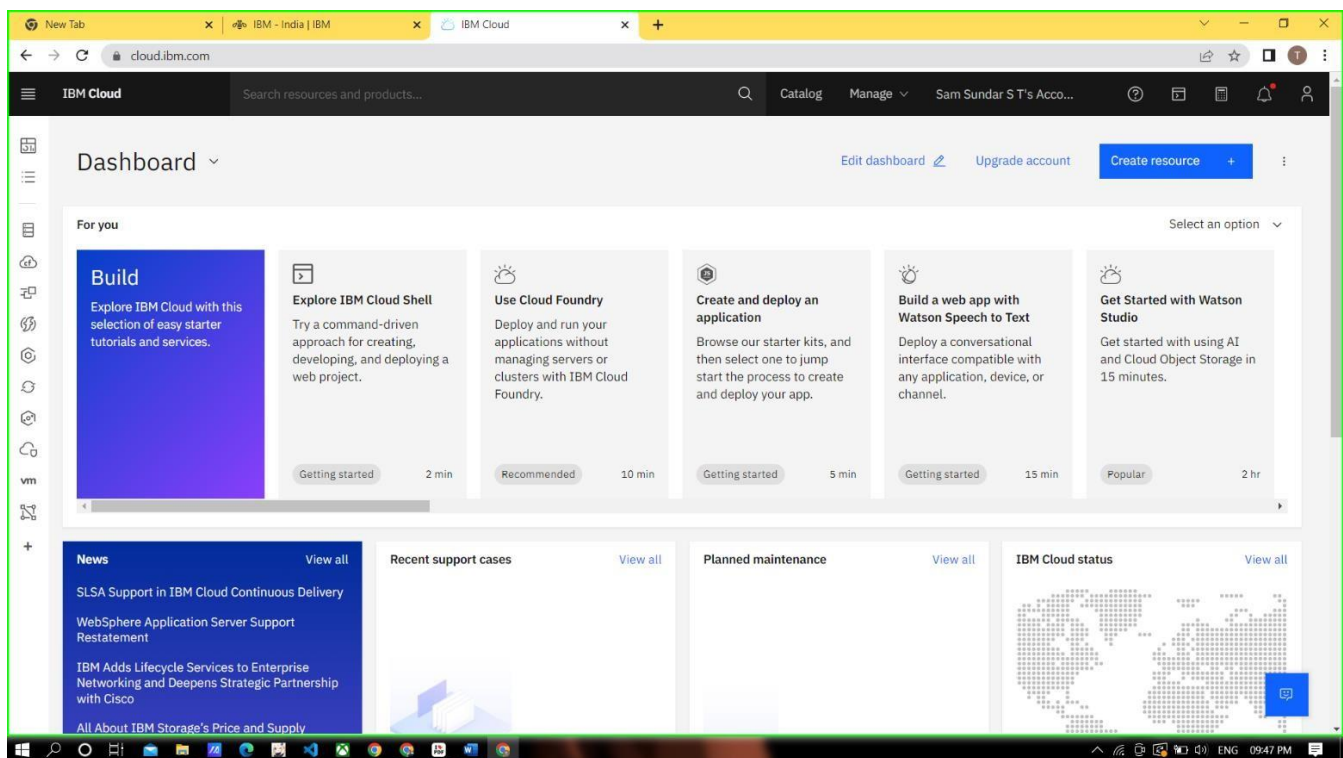 New Tab
IBM - India | IBM
IBM Cloud
cloud.ibm.com
T
IBM Cloud
Search resources and products...
Catalog
Manage
Sam Sundar S T's Acco...
Dashboard
Edit dashboard
Upgrade account
Create resource +
For you
Select an option
Build
Explore IBM Cloud with this
selection of easy starter
tutorials and services.
Explore IBM Cloud Shell
Try a command-driven
approach for creating,
developing, and deploying a
web project.
Getting started
2 min
Use Cloud Foundry
Deploy and run your
applications without
managing servers or
clusters with IBM Cloud
Foundry.
Recommended
10 min
Create and deploy an
application
Browse our starter kits, and
then select one to jump
start the process to create
and deploy your app.
Getting started
5 min
Build a web app with
Watson Speech to Text
Deploy a conversational
interface compatible with
any application, device, or
channel.
Getting started
15 min
Get Started with Watson
Studio
Get started with using AI
and Cloud Object Storage in
15 minutes.
Popular
2 hr
vm
News
View all
SLSA Support in IBM Cloud Continuous Delivery
WebSphere Application Server Support
Restatement
IBM Adds Lifecycle Services to Enterprise
Networking and Deepens Strategic Partnership
with Cisco
All About IBM Storage's Price and Supply
Recent support cases
View all
Planned maintenance
View all
IBM Cloud status
View all
ENG
09:47 PM